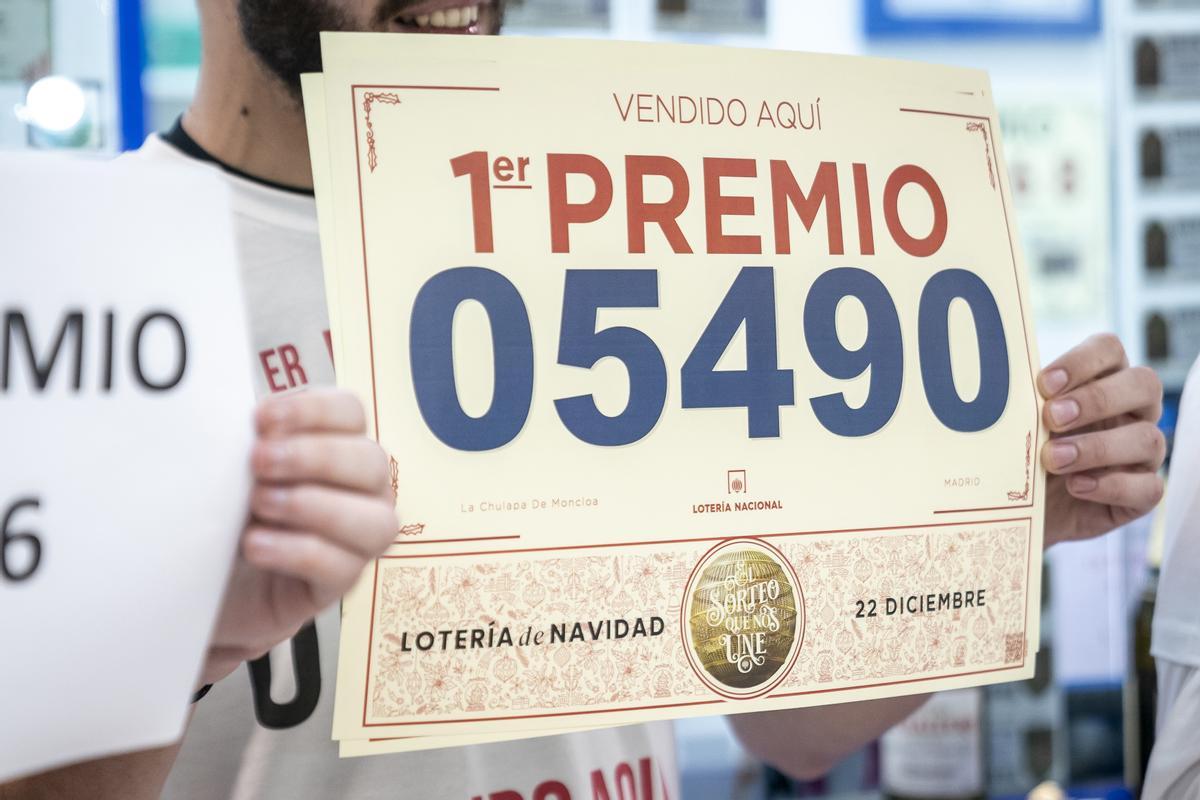 VENDIDO AQUÍ
1er PREMIO
05490
La Chulapa De Moncloa
LOTERÍA NACIONAL
MADRID
LOTERÍA de NAVIDAD
EL
SORTEO
QUE NOS
UNE
22 DICIEMBRE
MIO
6
ER